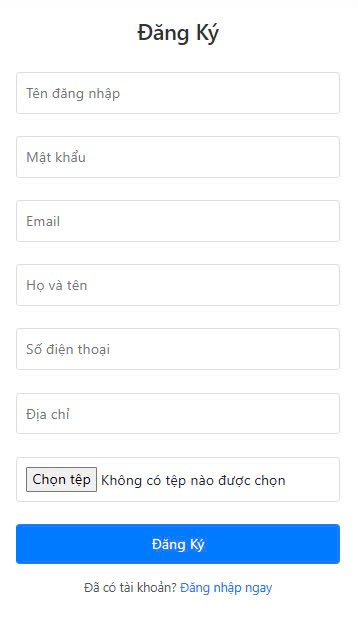 Đăng Ký
Tên đăng nhập
Mật khẩu
Email
Họ và tên
Số điện thoại
Địa chỉ
Chọn tệp Không có tệp nào được chọn
Đăng Ký
Đã có tài khoản? Đăng nhập ngay